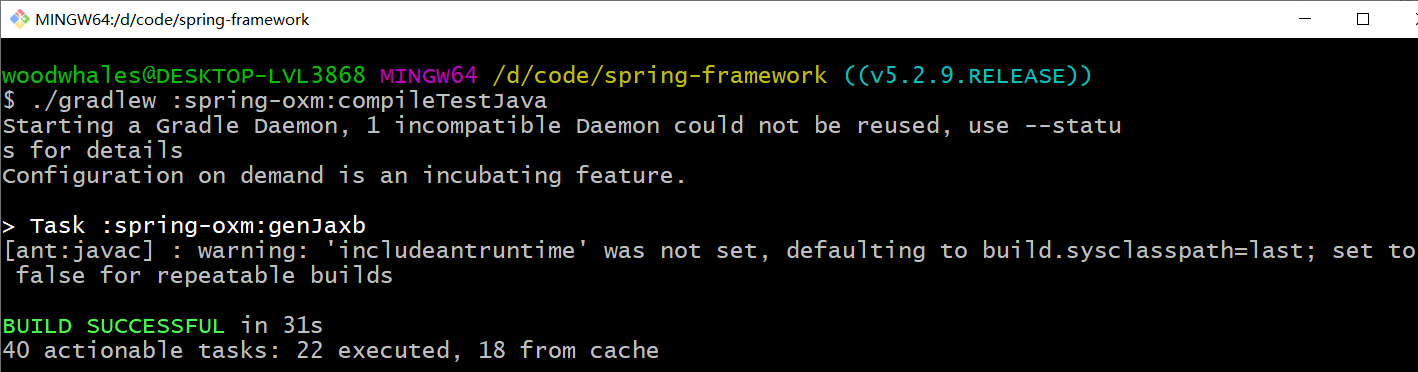 MINGW64:/d/code/spring-framework
woodwhales@DESKTOP-LVL3868 MINGW64 /d/code/spring-framework ((v5.2.9.RELEASE))
$ ./gradlew :spring-oxm:compileTestJava
Starting a Gradle Daemon, 1 incompatible Daemon could not be reused, use --statu
s for details
Configuration on demand is an incubating feature.
> Task :spring-oxm:genJaxb
[ant:javac] : warning: 'includeantruntime' was not set, defaulting to build.sysclasspath=last; set to
false for repeatable builds
BUILD SUCCESSFUL in 31s
40 actionable tasks: 22 executed, 18 from cache